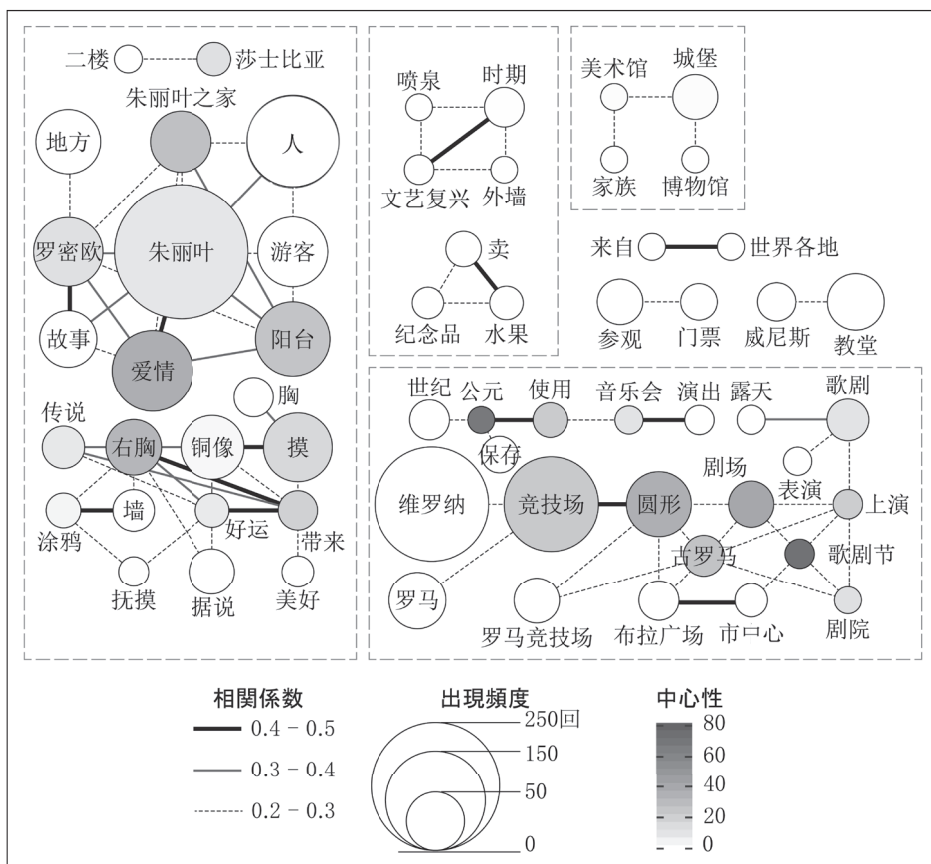 二楼 莎士比亚
朱丽叶之家
地方 人
罗密欧 朱丽叶 游客
故事 爱情 阳台
胸
传说 右胸 铜像 摸
涂鸦 墙 好运 带来
抚摸 据说 美好
喷泉 时期
文艺复兴 外墙
卖
纪念品 水果
美术馆 城堡
家族 博物馆
来自 世界各地
参观 门票 威尼斯 教堂
世纪 公元 使用 音乐会 演出 露天 歌剧
保存 表演
维罗纳 竞技场 圆形 剧场 上演
古罗马 歌剧节
罗马 罗马竞技场 布拉广场 市中心 剧院
相関係数
0.4 - 0.5
0.3 - 0.4
0.2 - 0.3
出現頻度
250回
150
50
0
中心性
80
60
40
20
0